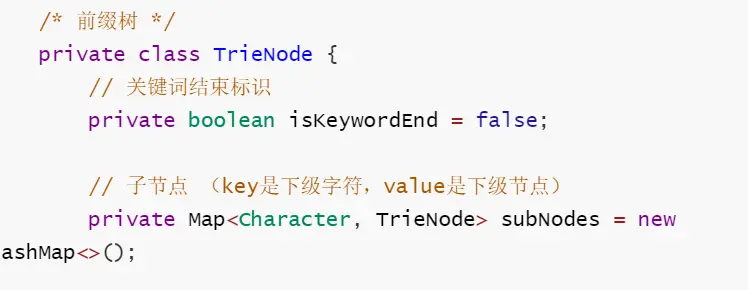 /* 前缀树 */
private class TrieNode {
// 关键词结束标识
private boolean isKeywordEnd = false;
// 子节点 （key是下级字符，value是下级节点）
private Map<Character, TrieNode> subNodes = new
ashMap<>();